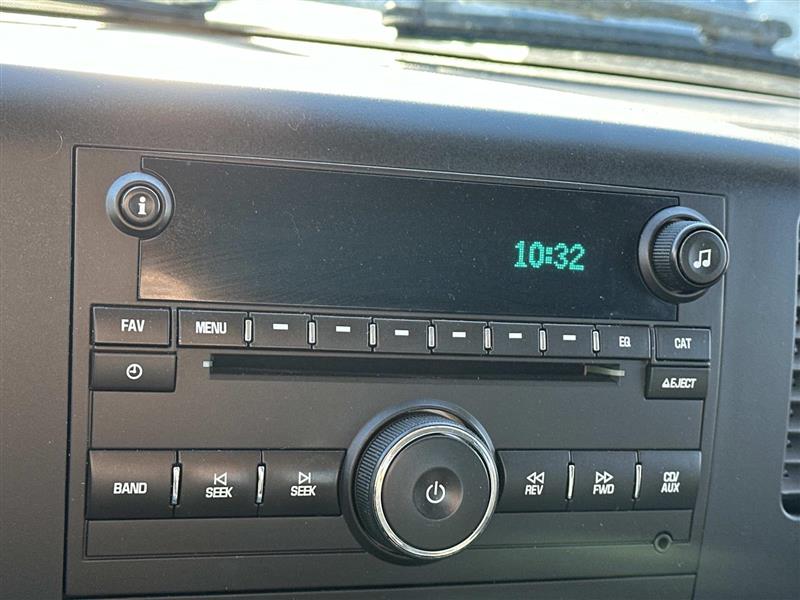 i
10:32
FAV
MENU
EQ
CAT
EJECT
BAND
SEEK
SEEK
REV
FWD
CD/
AUX